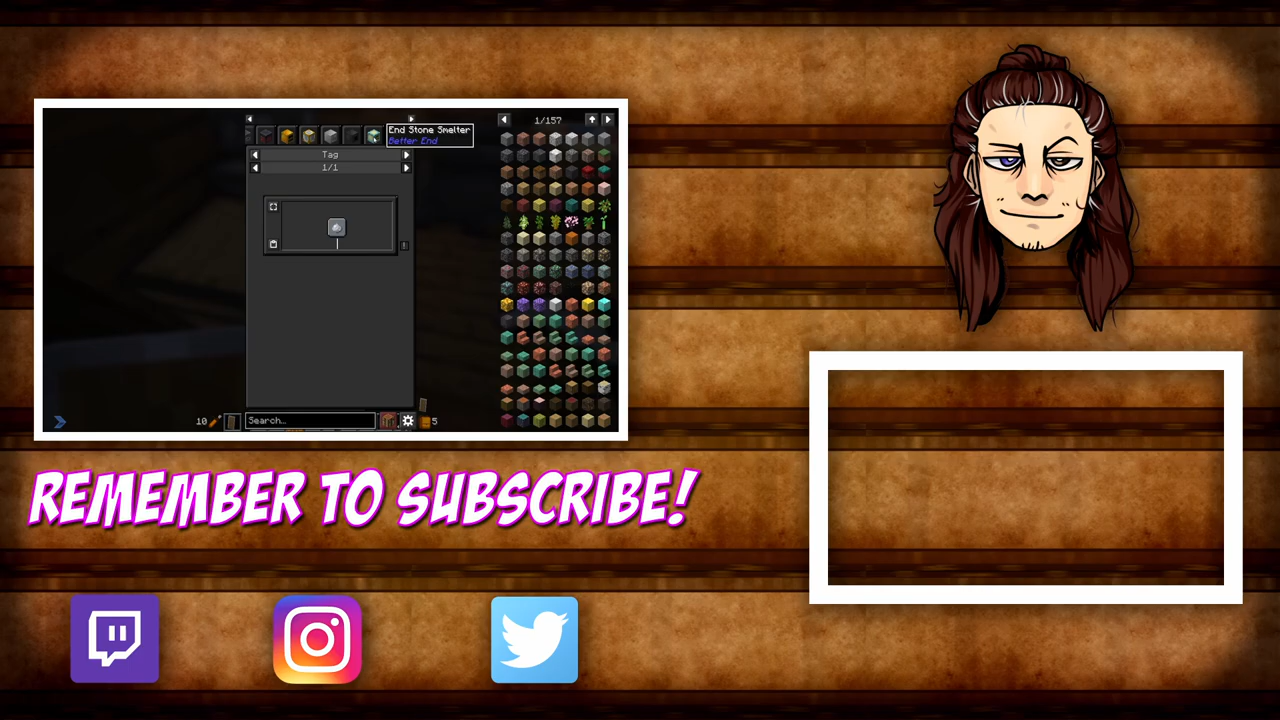 1/157
End Stone Smelter
Better End
Tag
1/1
10
Search...
5
REMEMBER TO SUBSCRIBE!